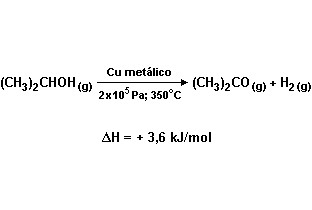 Cu metálico
(CH₃)₂CHOH (g) → (CH₃)₂CO (g) + H₂ (g)
2x10⁵ Pa; 350°C
ΔH = + 3,6 kJ/mol